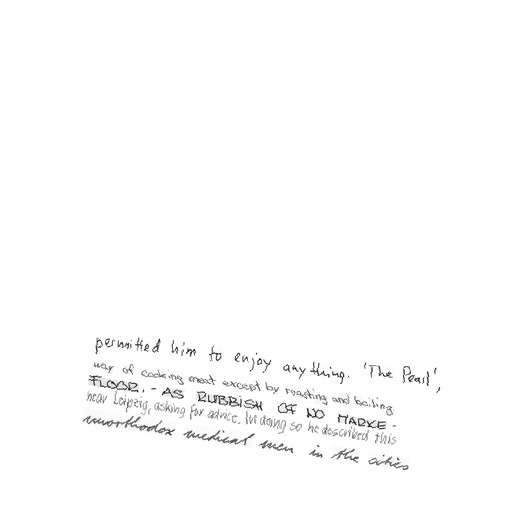 permitted him to enjoy anything. 'The Pearl',
way of cooking meat except by roasting and boiling
FLOOR. - AS RUBBISH OF NO MARKE -
near Leipzig, asking for advice. In doing so he described this
unorthodox medical men in the cities